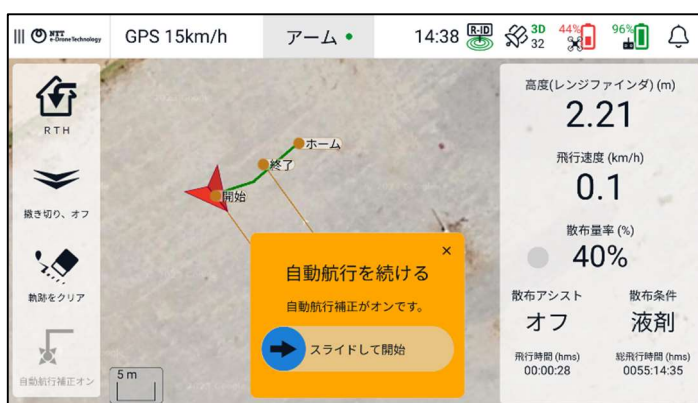 NTT
e-Drone Technology
GPS 15km/h
アーム
14:38
R-ID
3D
32
44%
96%
RTH
撒き切り、オフ
軌跡をクリア
自動航行補正オン
ホーム
終了
開始
5 m
×
自動航行を続ける
自動航行補正がオンです。
スライドして開始
高度(レンジファインダ) (m)
2.21
飛行速度 (km/h)
0.1
散布量率 (%)
40%
散布アシスト
オフ
散布条件
液剤
飛行時間 (hms)
00:00:28
総飛行時間 (hms)
0055:14:35